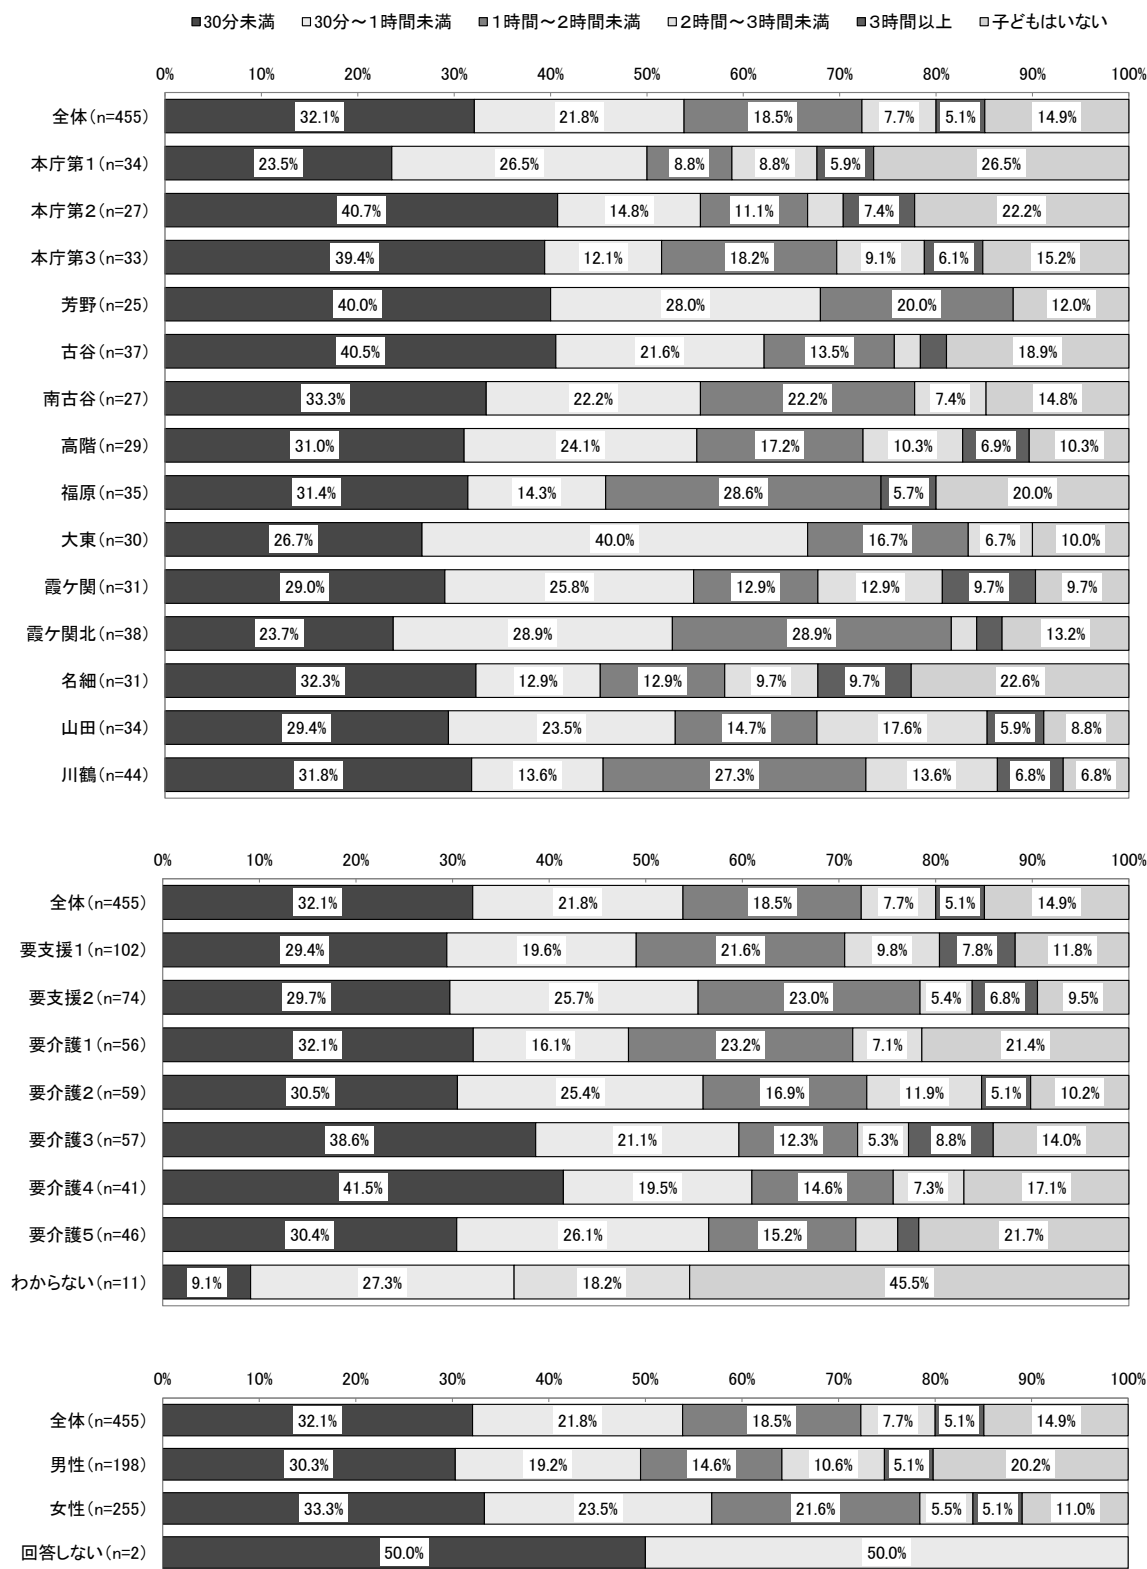 ■30分未満 □30分～1時間未満 ■1時間～2時間未満 □2時間～3時間未満 ■3時間以上 □子どもはいない
0% 10% 20% 30% 40% 50% 60% 70% 80% 90% 100%
全体(n=455) 32.1% 21.8% 18.5% 7.7% 5.1% 14.9%
本庁第1(n=34) 23.5% 26.5% 8.8% 8.8% 5.9% 26.5%
本庁第2(n=27) 40.7% 14.8% 11.1% 7.4% 22.2%
本庁第3(n=33) 39.4% 12.1% 18.2% 9.1% 6.1% 15.2%
芳野(n=25) 40.0% 28.0% 20.0% 12.0%
古谷(n=37) 40.5% 21.6% 13.5% 18.9%
南古谷(n=27) 33.3% 22.2% 22.2% 7.4% 14.8%
高階(n=29) 31.0% 24.1% 17.2% 10.3% 6.9% 10.3%
福原(n=35) 31.4% 14.3% 28.6% 5.7% 20.0%
大東(n=30) 26.7% 40.0% 16.7% 6.7% 10.0%
霞ケ関(n=31) 29.0% 25.8% 12.9% 12.9% 9.7% 9.7%
霞ケ関北(n=38) 23.7% 28.9% 28.9% 13.2%
名細(n=31) 32.3% 12.9% 12.9% 9.7% 9.7% 22.6%
山田(n=34) 29.4% 23.5% 14.7% 17.6% 5.9% 8.8%
川鶴(n=44) 31.8% 13.6% 27.3% 13.6% 6.8% 6.8%
0% 10% 20% 30% 40% 50% 60% 70% 80% 90% 100%
全体(n=455) 32.1% 21.8% 18.5% 7.7% 5.1% 14.9%
要支援1(n=102) 29.4% 19.6% 21.6% 9.8% 7.8% 11.8%
要支援2(n=74) 29.7% 25.7% 23.0% 5.4% 6.8% 9.5%
要介護1(n=56) 32.1% 16.1% 23.2% 7.1% 21.4%
要介護2(n=59) 30.5% 25.4% 16.9% 11.9% 5.1% 10.2%
要介護3(n=57) 38.6% 21.1% 12.3% 5.3% 8.8% 14.0%
要介護4(n=41) 41.5% 19.5% 14.6% 7.3% 17.1%
要介護5(n=46) 30.4% 26.1% 15.2% 21.7%
わからない(n=11) 9.1% 27.3% 18.2% 45.5%
0% 10% 20% 30% 40% 50% 60% 70% 80% 90% 100%
全体(n=455) 32.1% 21.8% 18.5% 7.7% 5.1% 14.9%
男性(n=198) 30.3% 19.2% 14.6% 10.6% 5.1% 20.2%
女性(n=255) 33.3% 23.5% 21.6% 5.5% 5.1% 11.0%
回答しない(n=2) 50.0% 50.0%